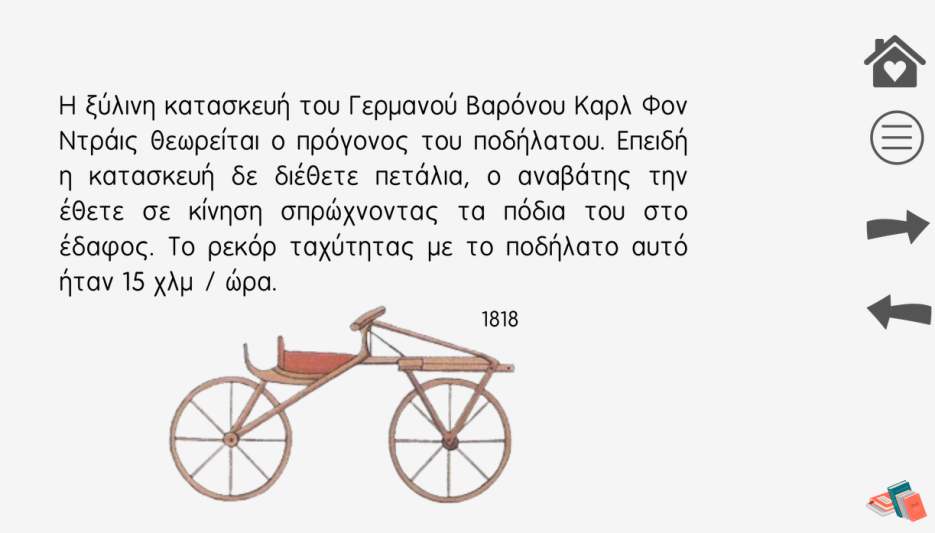 Η ξύλινη κατασκευή του Γερμανού Βαρόνου Καρλ Φον
Ντράις θεωρείται ο πρόγονος του ποδήλατου. Επειδή
η κατασκευή δε διέθετε πετάλια, ο αναβάτης την
έθετε σε κίνηση σπρώχνοντας τα πόδια του στο
έδαφος. Το ρεκόρ ταχύτητας με το ποδήλατο αυτό
ήταν 15 χλμ / ώρα.
1818